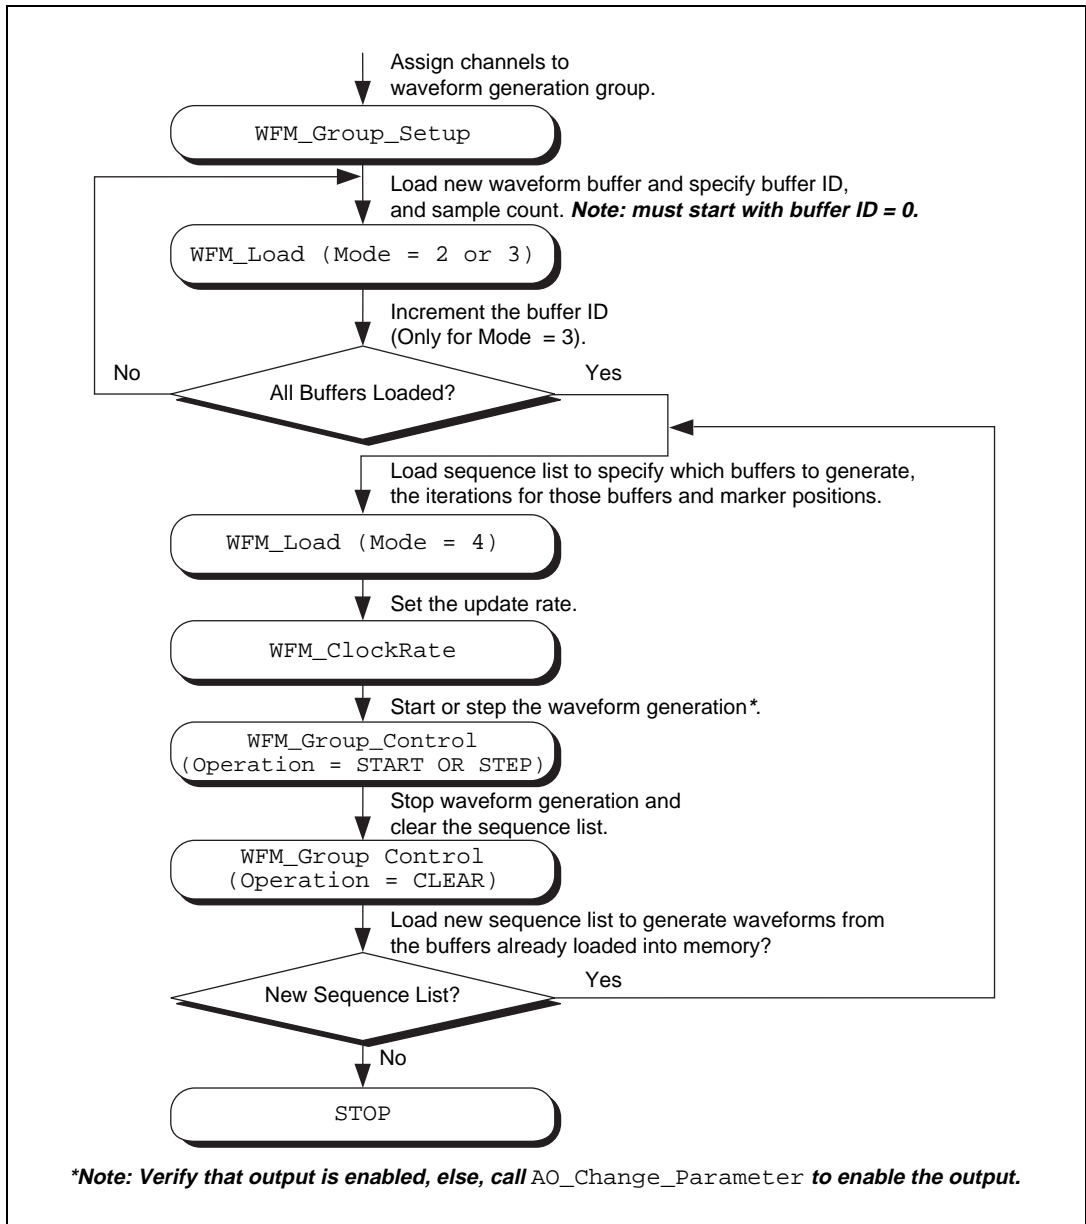 Assign channels to
waveform generation group.
WFM_Group_Setup
Load new waveform buffer and specify buffer ID,
and sample count. Note: must start with buffer ID = 0.
WFM_Load (Mode = 2 or 3)
Increment the buffer ID
(Only for Mode = 3).
No
Yes
All Buffers Loaded?
Load sequence list to specify which buffers to generate,
the iterations for those buffers and marker positions.
WFM_Load (Mode = 4)
Set the update rate.
WFM_ClockRate
Start or step the waveform generation*.
WFM_Group_Control
(Operation = START OR STEP)
Stop waveform generation and
clear the sequence list.
WFM_Group Control
(Operation = CLEAR)
Load new sequence list to generate waveforms from
the buffers already loaded into memory?
Yes
New Sequence List?
No
STOP
*Note: Verify that output is enabled, else, call AO_Change_Parameter to enable the output.